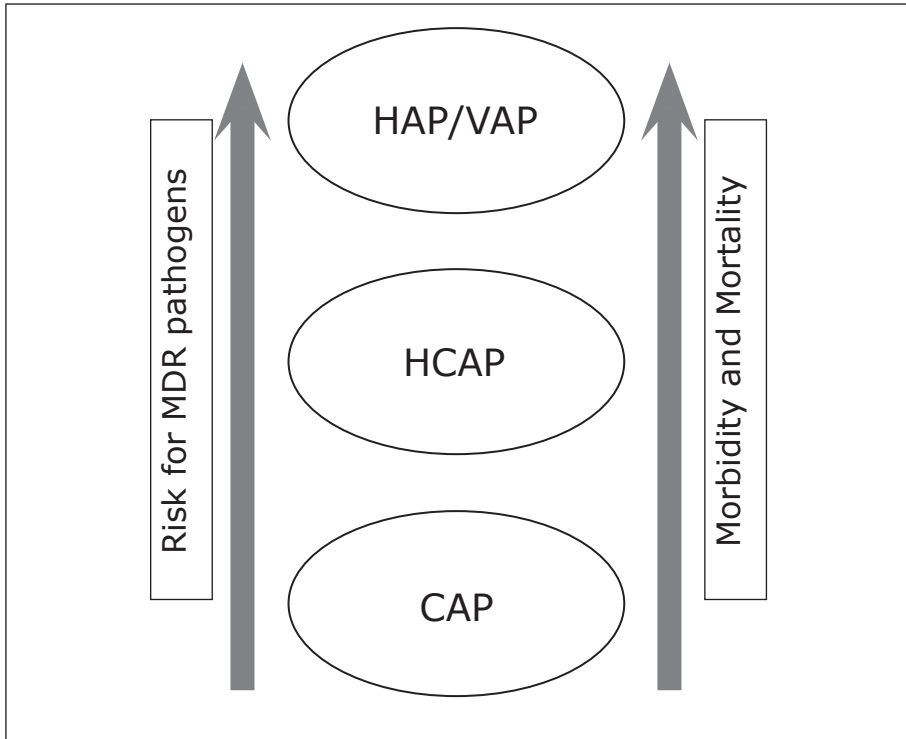 HAP/VAP
Risk for MDR pathogens
HCAP
Morbidity and Mortality
CAP